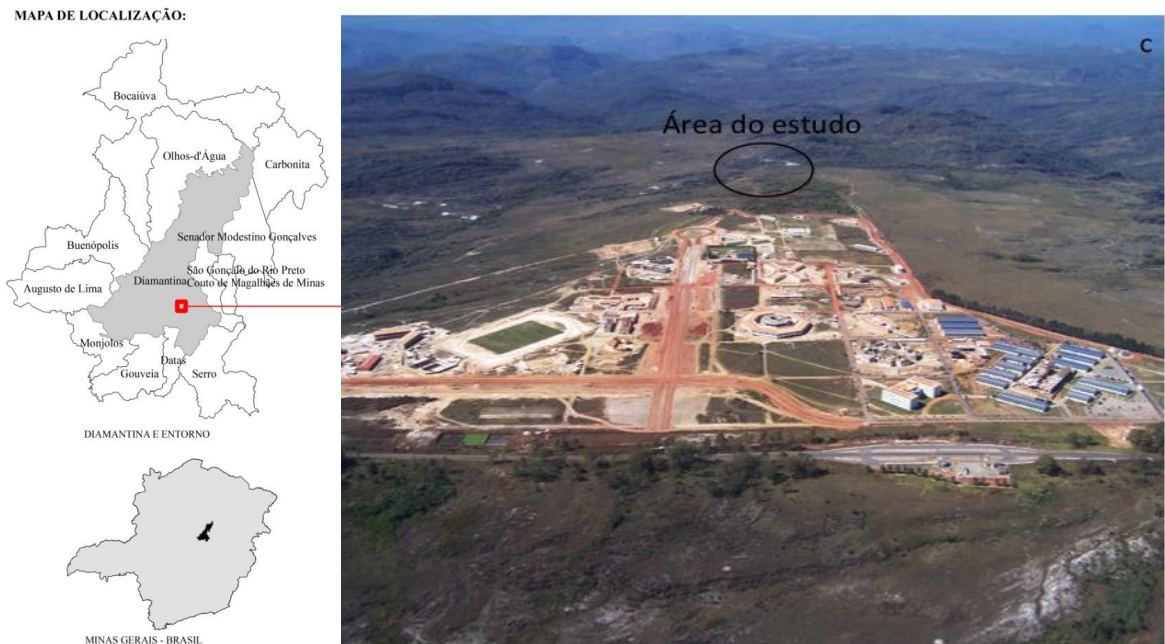 MAPA DE LOCALIZAÇÃO:
C
Bocaiúva
Área do estudo
Olhos-d'Água
Carbonita
Senador Modestino Gonçalves
Buenópolis
São Gonçalo do Rio Preto
Diamantina
Couto de Magalhães de Minas
Augusto de Lima
Monjolos
Datas
Gouveia
Serro
DIAMANTINA E ENTORNO
MINAS GERAIS - BRASIL